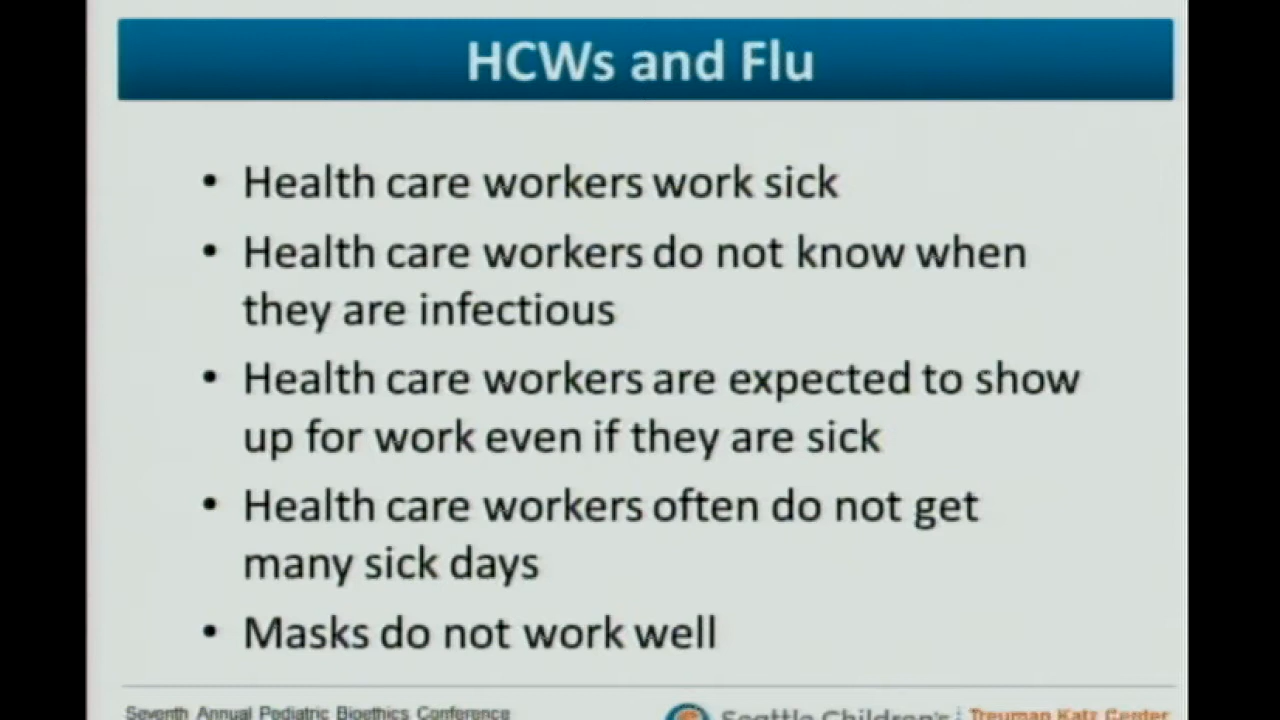 HCWs and Flu
• Health care workers work sick
• Health care workers do not know when
they are infectious
• Health care workers are expected to show
up for work even if they are sick
• Health care workers often do not get
many sick days
• Masks do not work well
Seventh Annual Pediatric Bioethics Conference
Seattle Children's Treuman Katz Center